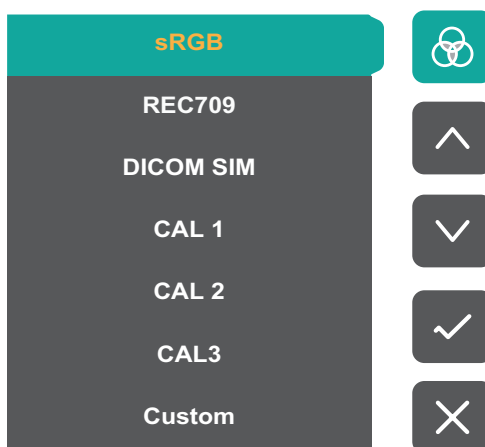 sRGB
REC709
DICOM SIM
CAL 1
CAL 2
CAL3
Custom